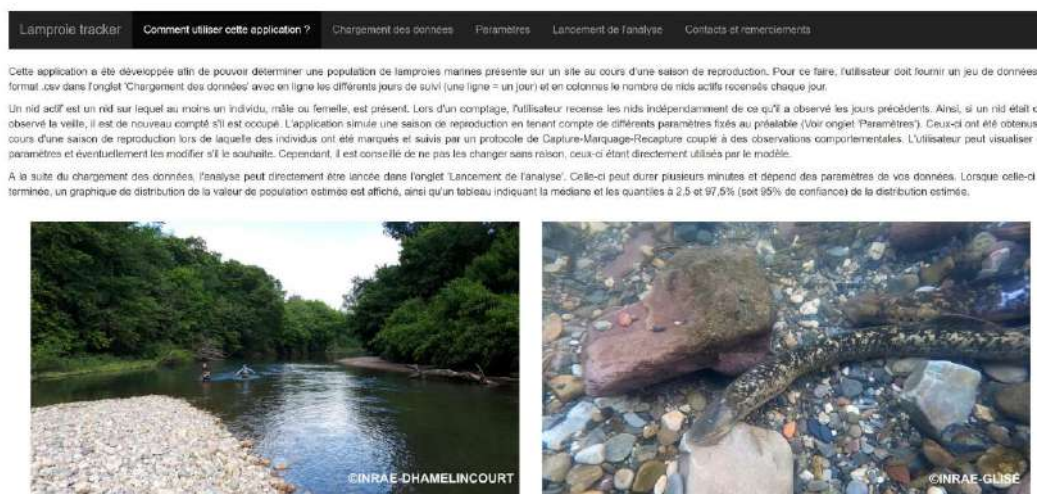 Lamproie tracker Comment utiliser cette application ? Chargement des données Paramètres Lancement de l'analyse Contacts et remerciements
Cette application a été développée afin de pouvoir déterminer une population de lamproies marines présente sur un site au cours d'une saison de reproduction. Pour ce faire, l'utilisateur doit fournir un jeu de données
format .csv dans l'onglet 'Chargement des données' avec en ligne les différents jours de suivi (une ligne = un jour) et en colonnes le nombre de nids actifs recensés chaque jour.
Un nid actif est un nid sur lequel au moins un individu, mâle ou femelle, est présent. Lors d'un comptage, l'utilisateur recense les nids indépendamment de ce qu'il a observé les jours précédents. Ainsi, si un nid était
observé la veille, il est de nouveau compté s'il est occupé. L'application simule une saison de reproduction en tenant compte de différents paramètres fixés au préalable (Voir onglet 'Paramètres'). Ceux-ci ont été obtenus
cours d'une saison de reproduction lors de laquelle des individus ont été marqués et suivis par un protocole de Capture-Marquage-Recapture couplé à des observations comportementales. L'utilisateur peut visualiser
paramètres et éventuellement les modifier s'il le souhaite. Cependant, il est conseillé de ne pas les changer sans raison, ceux-ci étant directement utilisés par le modèle.
A la suite du chargement des données, l'analyse peut directement être lancée dans l'onglet 'Lancement de l'analyse'. Celle-ci peut durer plusieurs minutes et dépend des paramètres de vos données. Lorsque celle-ci
terminée, un graphique de distribution de la valeur de population estimée est affiché, ainsi qu'un tableau indiquant la médiane et les quantiles à 2.5 et 97,5% (soit 95% de confiance) de la distribution estimée.
©INRAE-DHAMELINCOURT
©INRAE-GLISE